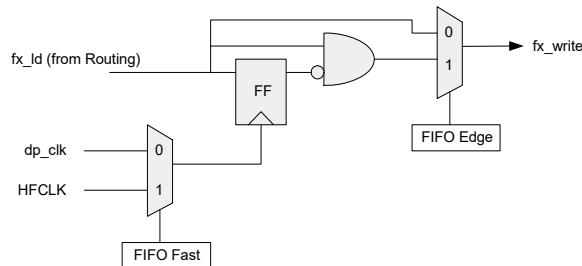 0
fx_ld (from Routing)
fx_write
1
FF
FIFO Edge
dp_clk
0
HFCLK
1
FIFO Fast